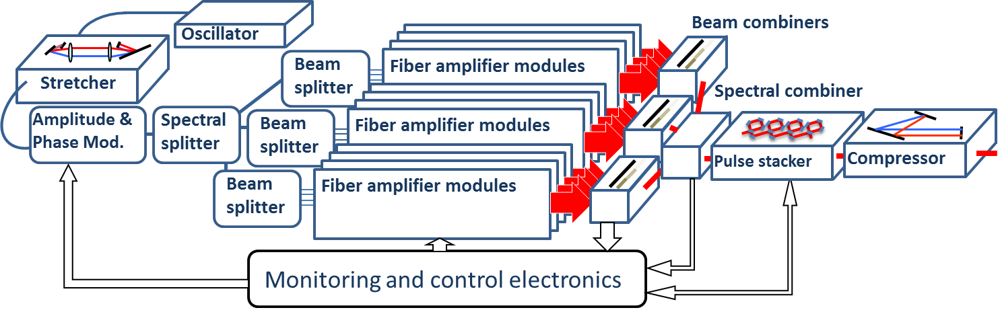 Oscillator
Stretcher
Amplitude &
Phase Mod.
Spectral
splitter
Beam
splitter
Beam
splitter
Beam
splitter
Fiber amplifier modules
Fiber amplifier modules
Fiber amplifier modules
Beam combiners
Spectral combiner
Pulse stacker
Compressor
Monitoring and control electronics